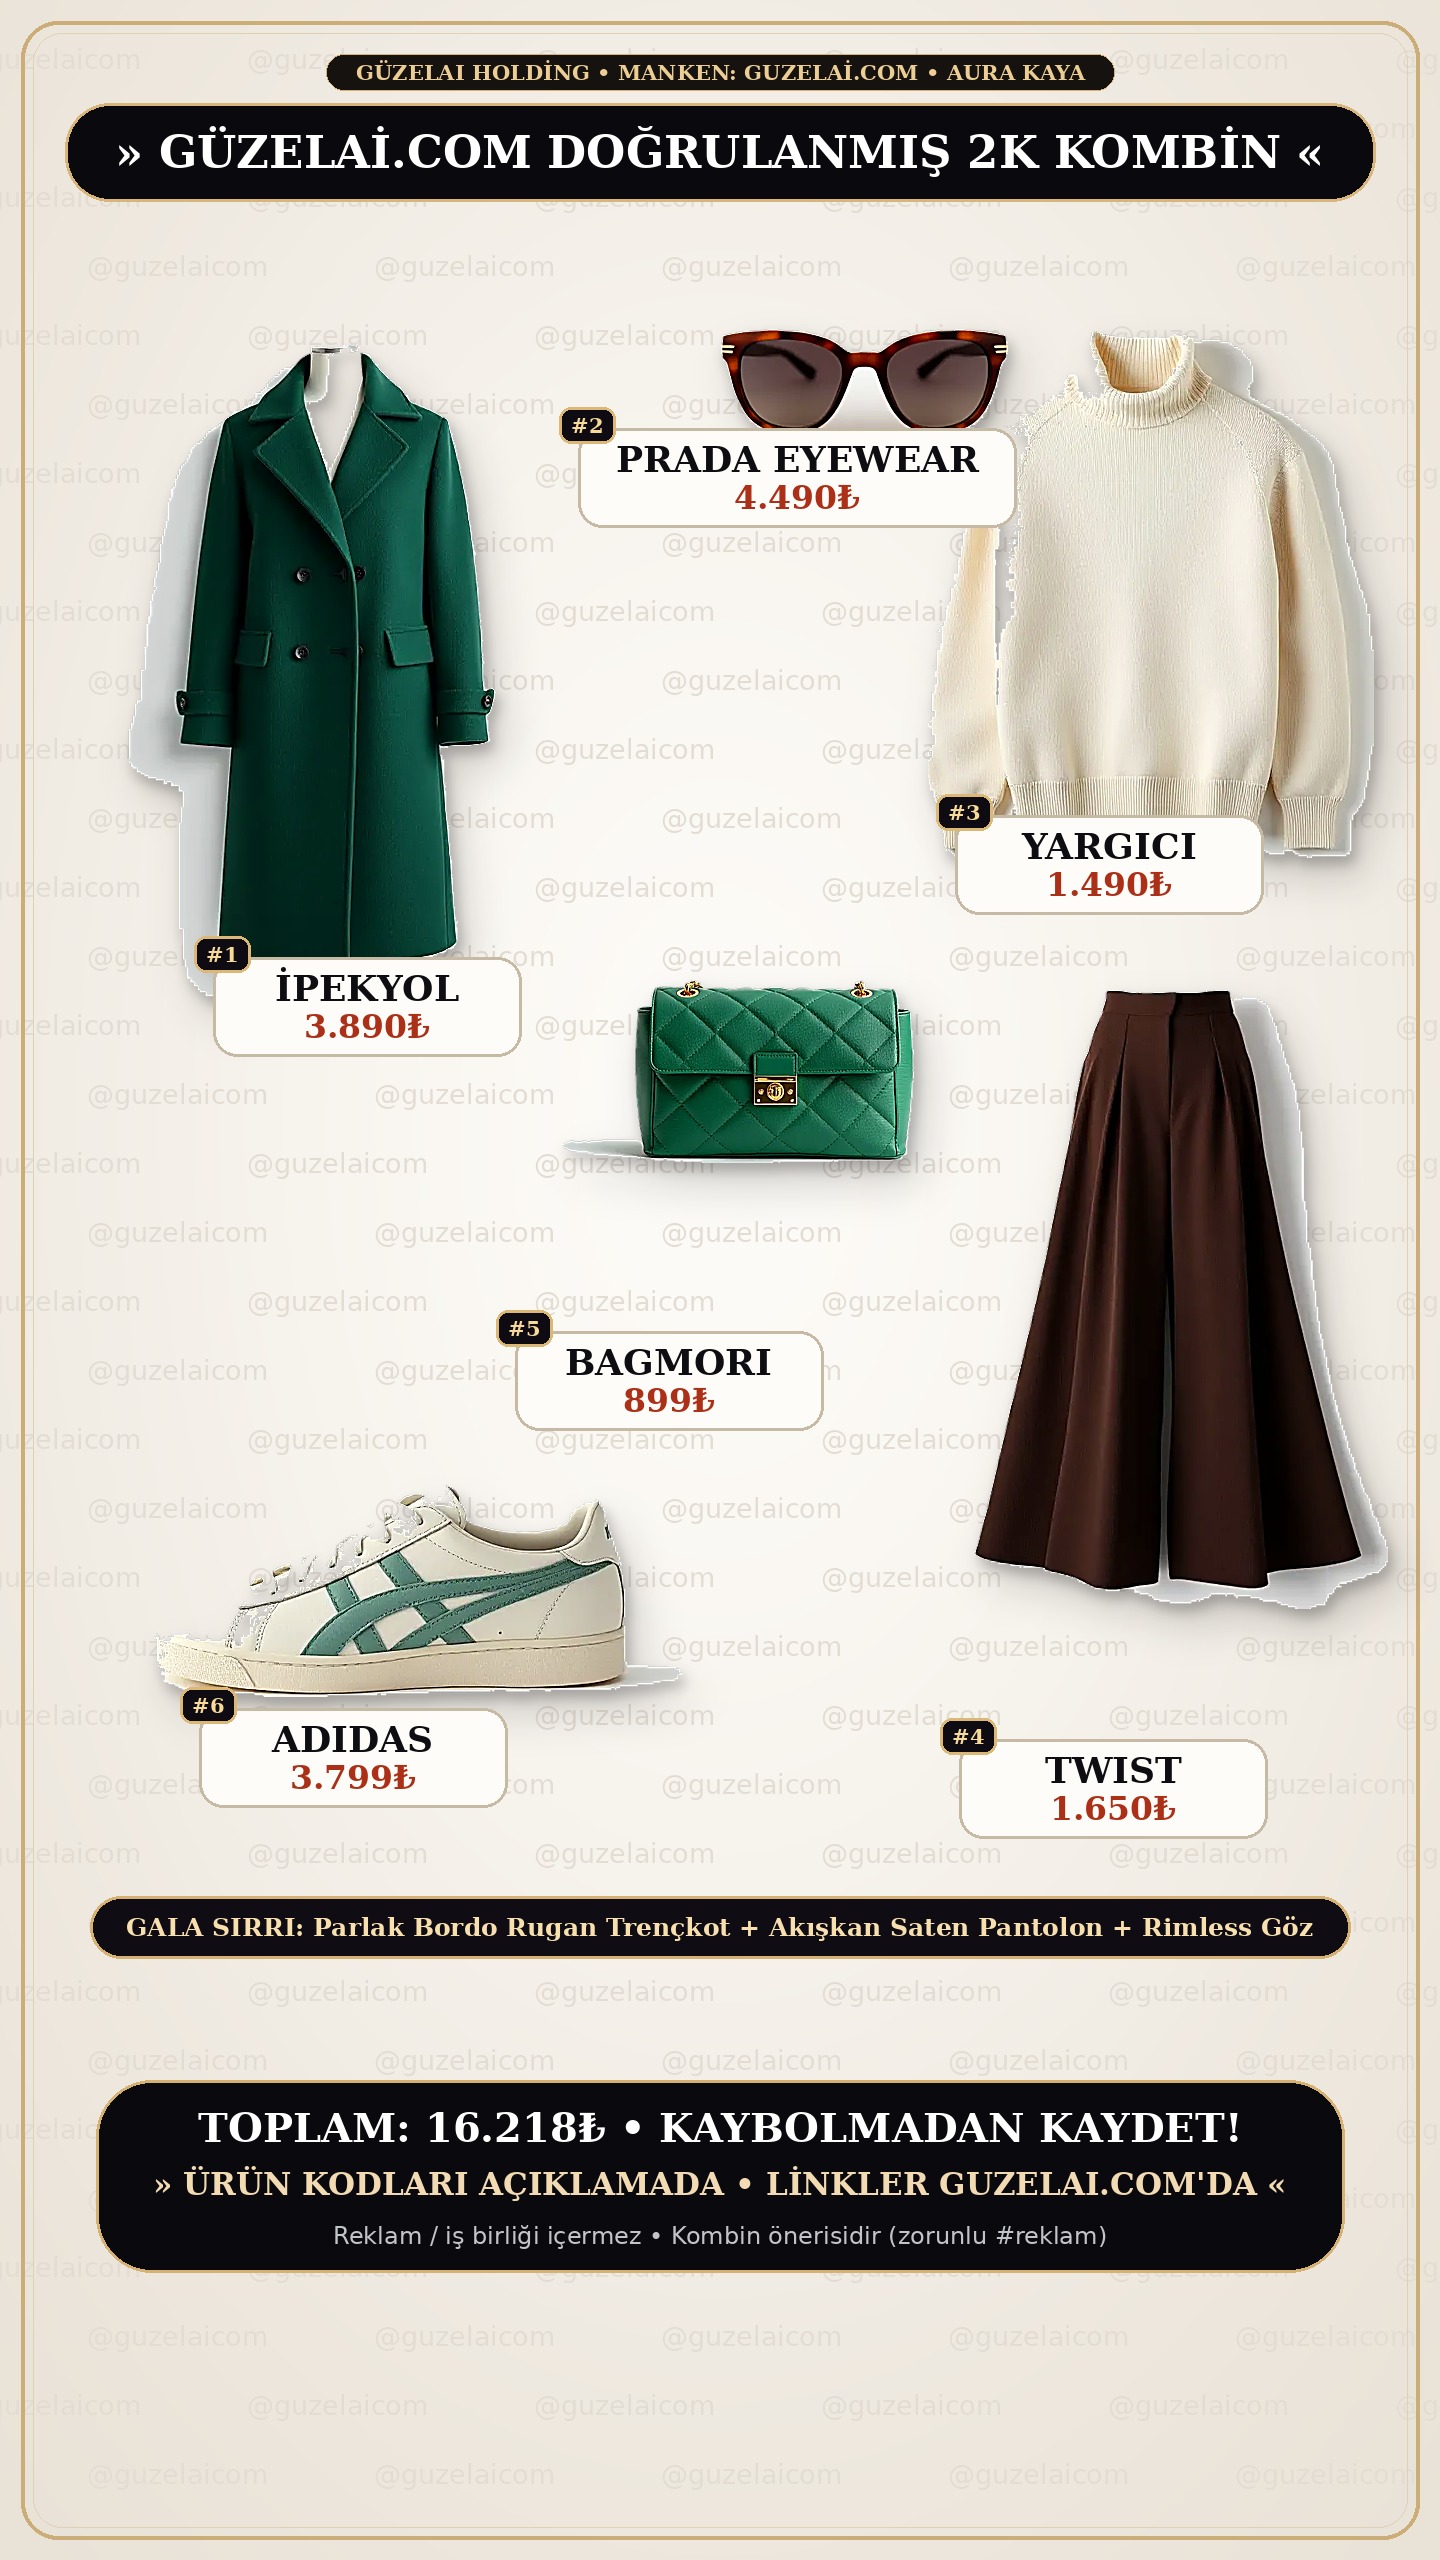 GÜZELAI HOLDİNG • MANKEN: GUZELAİ.COM • AURA KAYA
» GÜZELAİ.COM DOĞRULANMIŞ 2K KOMBİN «
#2
PRADA EYEWEAR
4.490₺
#3
YARGICI
1.490₺
#1
İPEKYOL
3.890₺
#5
BAGMORI
899₺
#6
ADIDAS
3.799₺
#4
TWIST
1.650₺
GALA SIRRI: Parlak Bordo Rugan Trençkot + Akışkan Saten Pantolon + Rimless Göz
TOPLAM: 16.218₺ • KAYBOLMADAN KAYDET!
» ÜRÜN KODLARI AÇIKLAMADA • LİNKLER GUZELAI.COM'DA «
Reklam / iş birliği içermez • Kombin önerisidir (zorunlu #reklam)
@guzelaicom